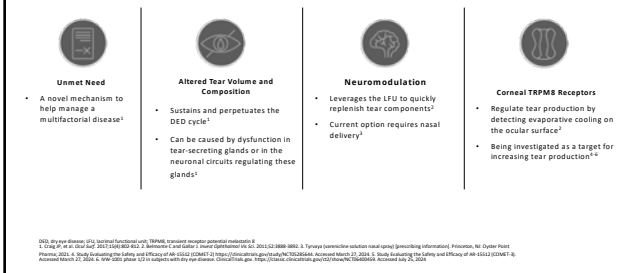 Unmet Need
• A novel mechanism to
help manage a
multifactorial disease1
Altered Tear Volume and
Composition
• Sustains and perpetuates the
DED cycle1
• Can be caused by dysfunction in
tear-secreting glands or in the
neuronal circuits regulating these
glands1
Neuromodulation
• Leverages the LFU to quickly
replenish tear components2
• Current option requires nasal
delivery3
Corneal TRPM8 Receptors
• Regulate tear production by
detecting evaporative cooling on
the ocular surface2
• Being investigated as a target for
increasing tear production4-6
DED, dry eye disease; LFU, lacrimal functional unit; TRPM8, transient receptor potential melastatin 8
1. Craig JP, et al. Ocul Surf. 2017;15(4):802-812. 2. Belmonte C and Gallar J. Invest Ophthalmol Vis Sci. 2011;52:3888-3892. 3. Tyrvaya (varenicline solution nasal spray) [prescribing information]. Princeton, NJ: Oyster Point
Pharma; 2021. 4. Study Evaluating the Safety and Efficacy of AR-15512 (COMET-2) https://clinicaltrials.gov/study/NCT05285644. Accessed March 27, 2024. 5. Study Evaluating the Safety and Efficacy of AR-15512 (COMET-3).
Accessed March 27, 2024. 6. IVW-1001 phase 1/2 in subjects with dry eye disease. ClinicalTrials.gov. https://classic.clinicaltrials.gov/ct2/show/NCT06400459. Accessed July 25, 2024